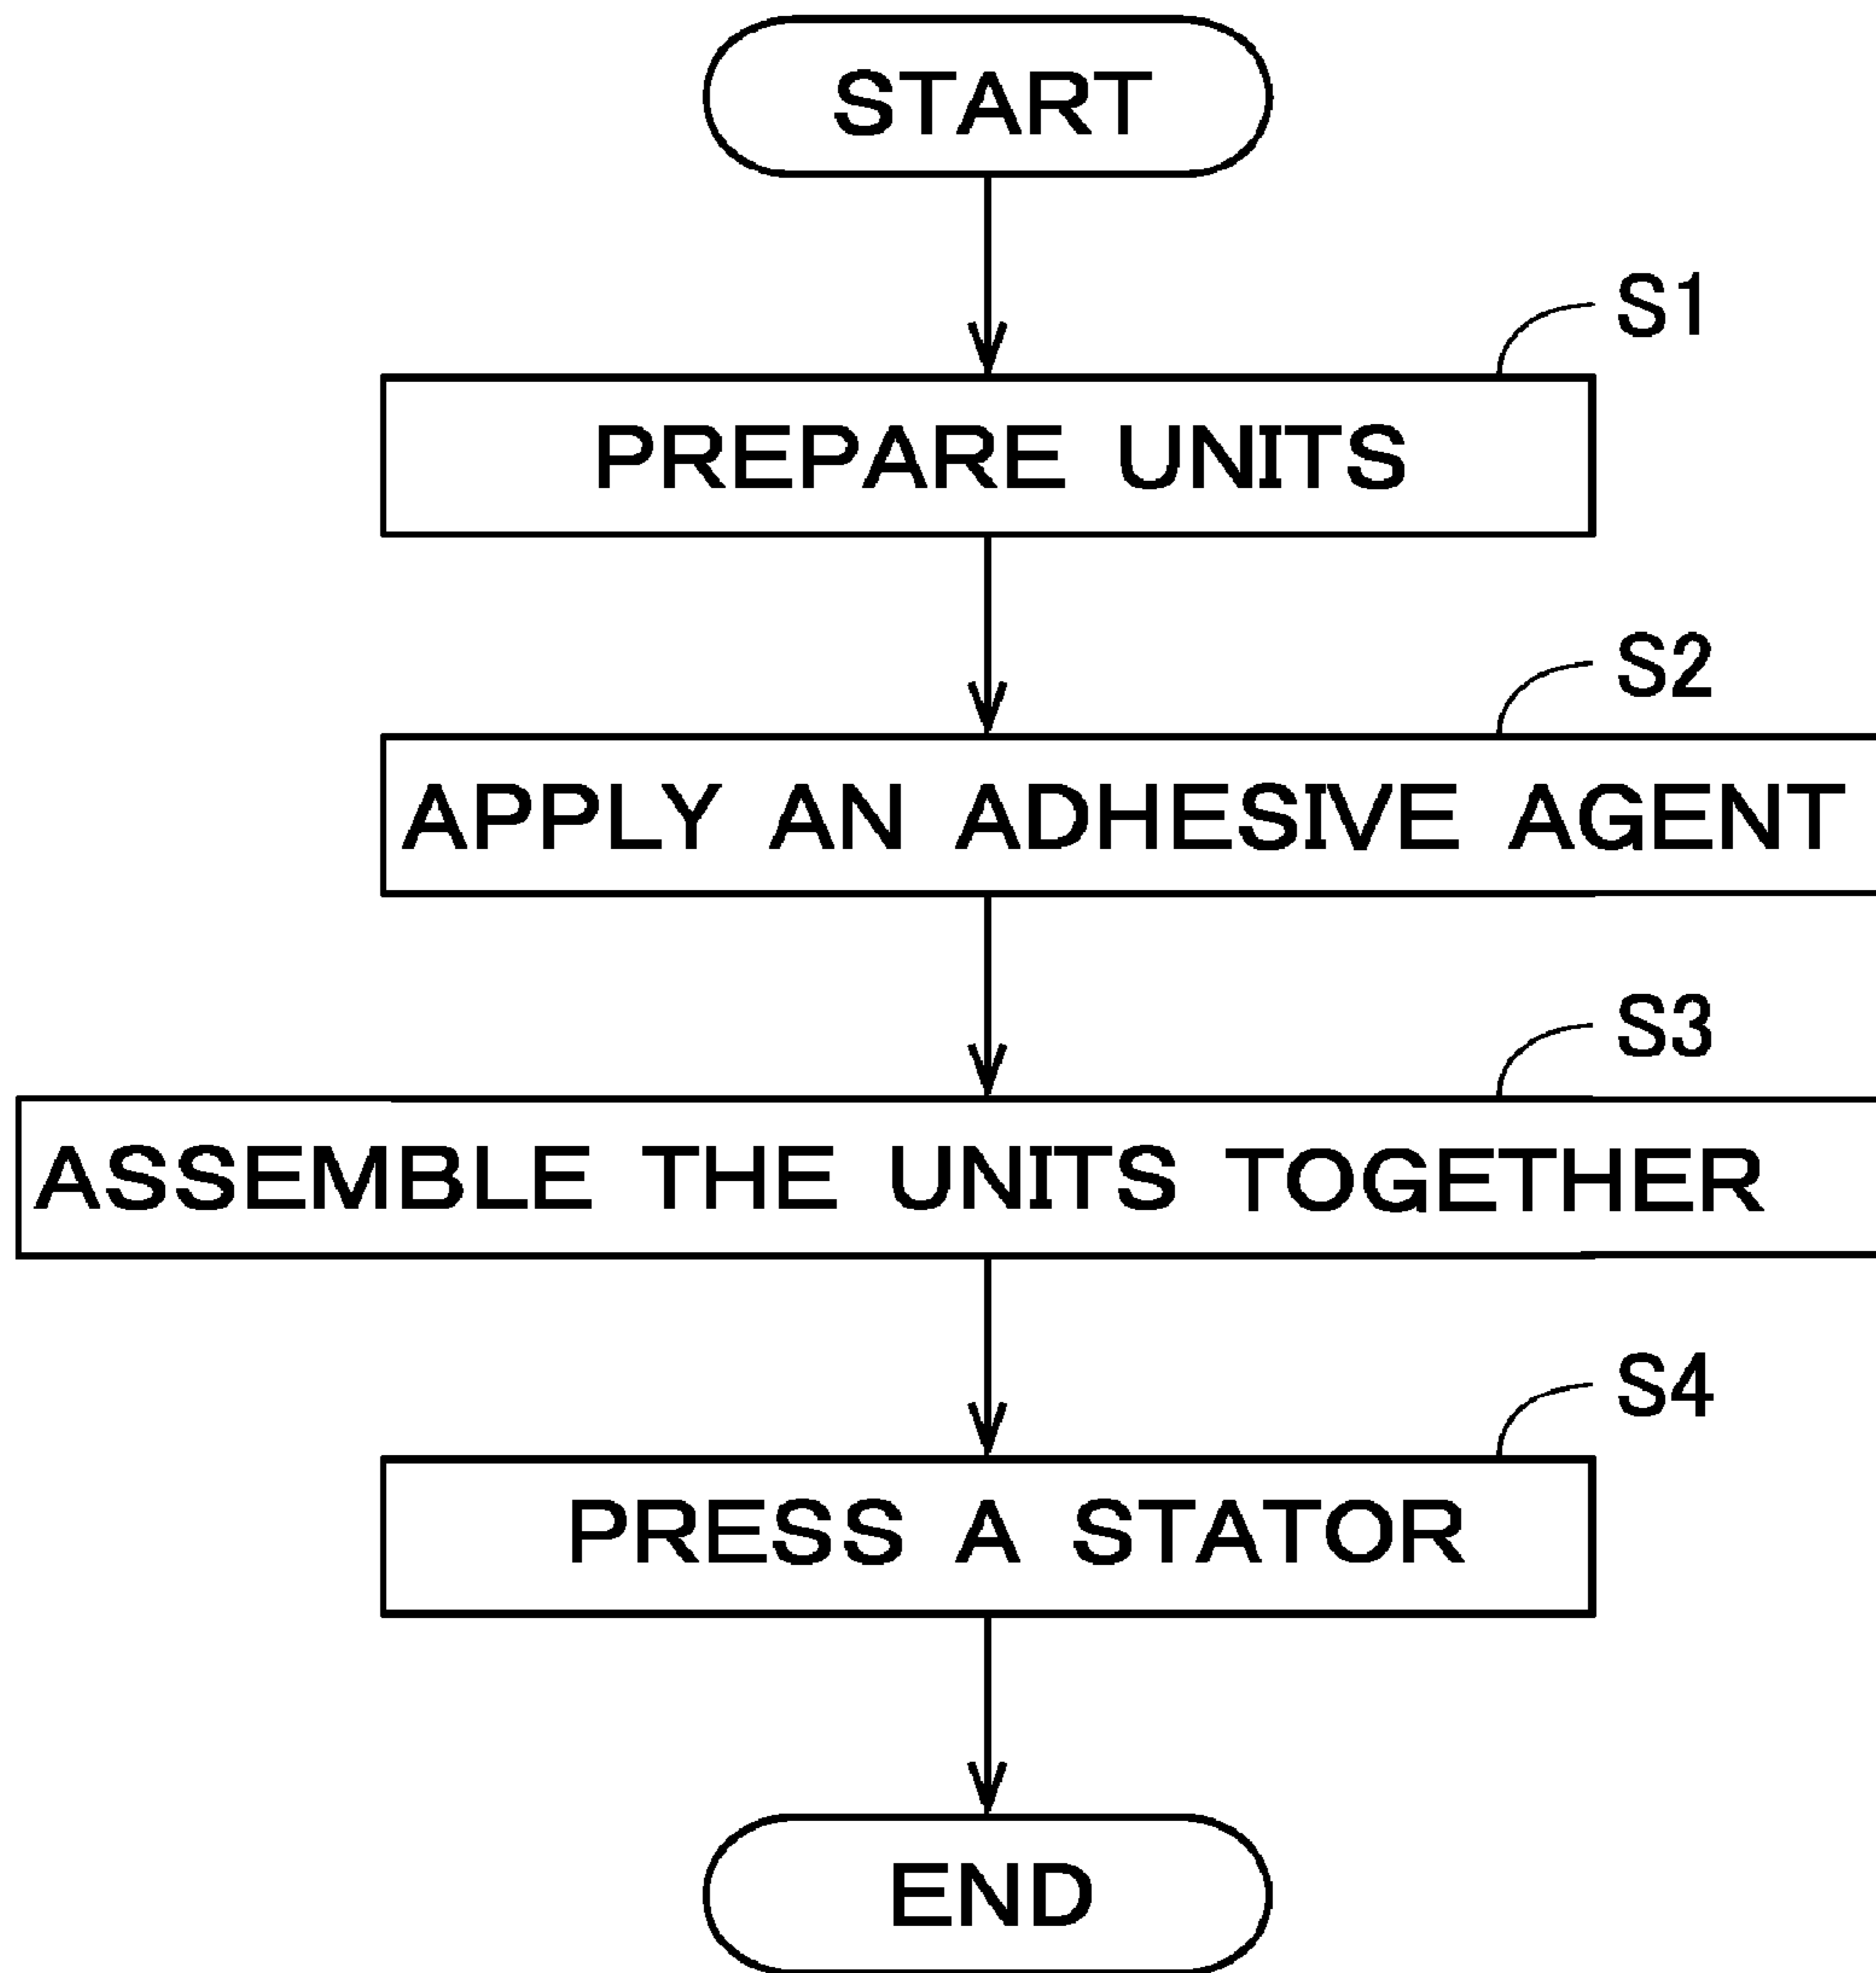 START
S1
PREPARE UNITS
S2
APPLY AN ADHESIVE AGENT
S3
ASSEMBLE THE UNITS TOGETHER
S4
PRESS A STATOR
END